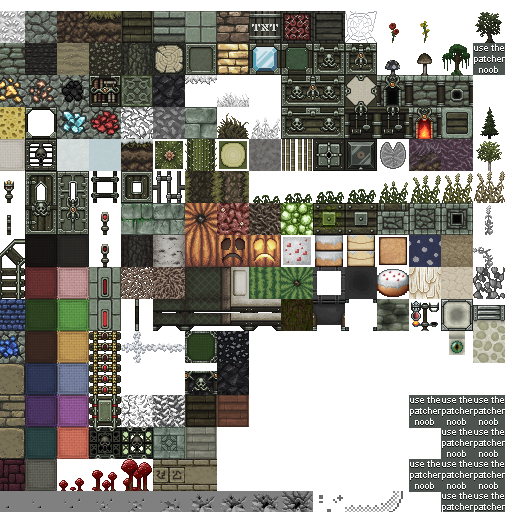 TXT
use the
patcher
noob
use the use the use the
patcher patcher patcher
noob noob noob
use the use the
patcher patcher
noob noob
use the use the use the
patcher patcher patcher
noob noob noob
use the use the
patcher patcher